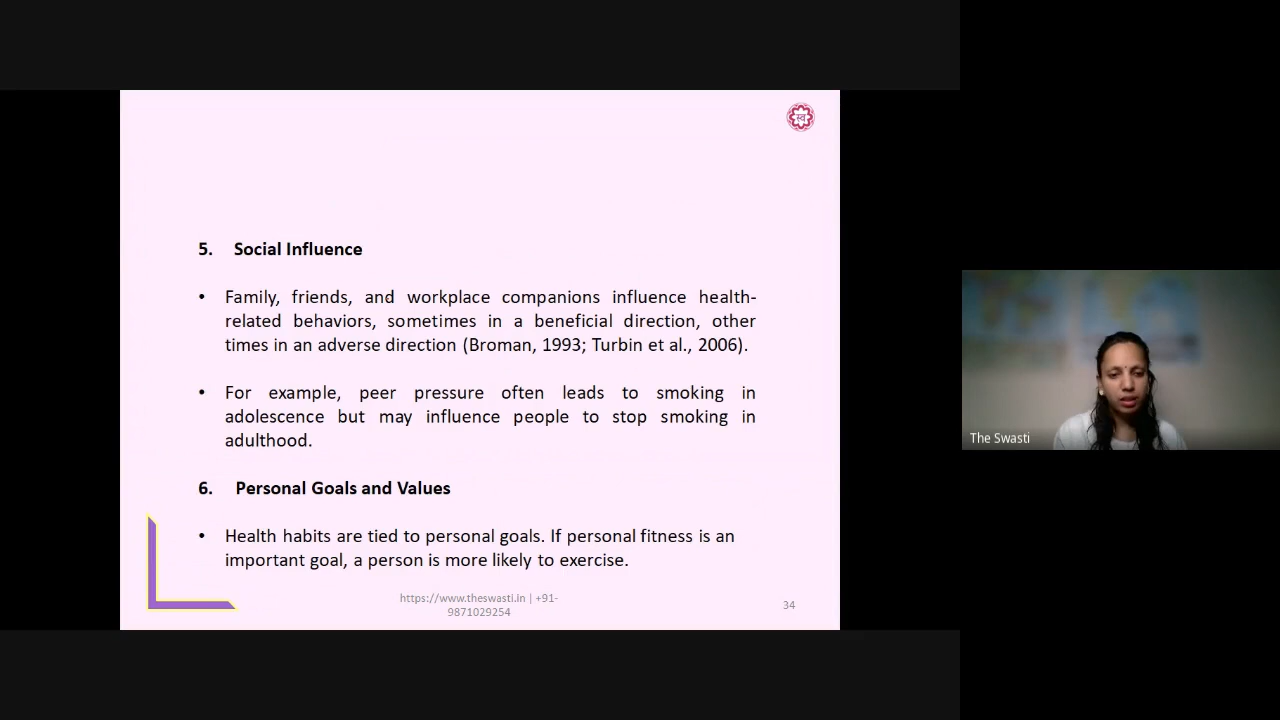 5. Social Influence
• Family, friends, and workplace companions influence health-
related behaviors, sometimes in a beneficial direction, other
times in an adverse direction (Broman, 1993; Turbin et al., 2006).
• For example, peer pressure often leads to smoking in
adolescence but may influence people to stop smoking in
adulthood.
6. Personal Goals and Values
• Health habits are tied to personal goals. If personal fitness is an
important goal, a person is more likely to exercise.
https://www.theswasti.in | +91-
9871029254
34
The Swasti